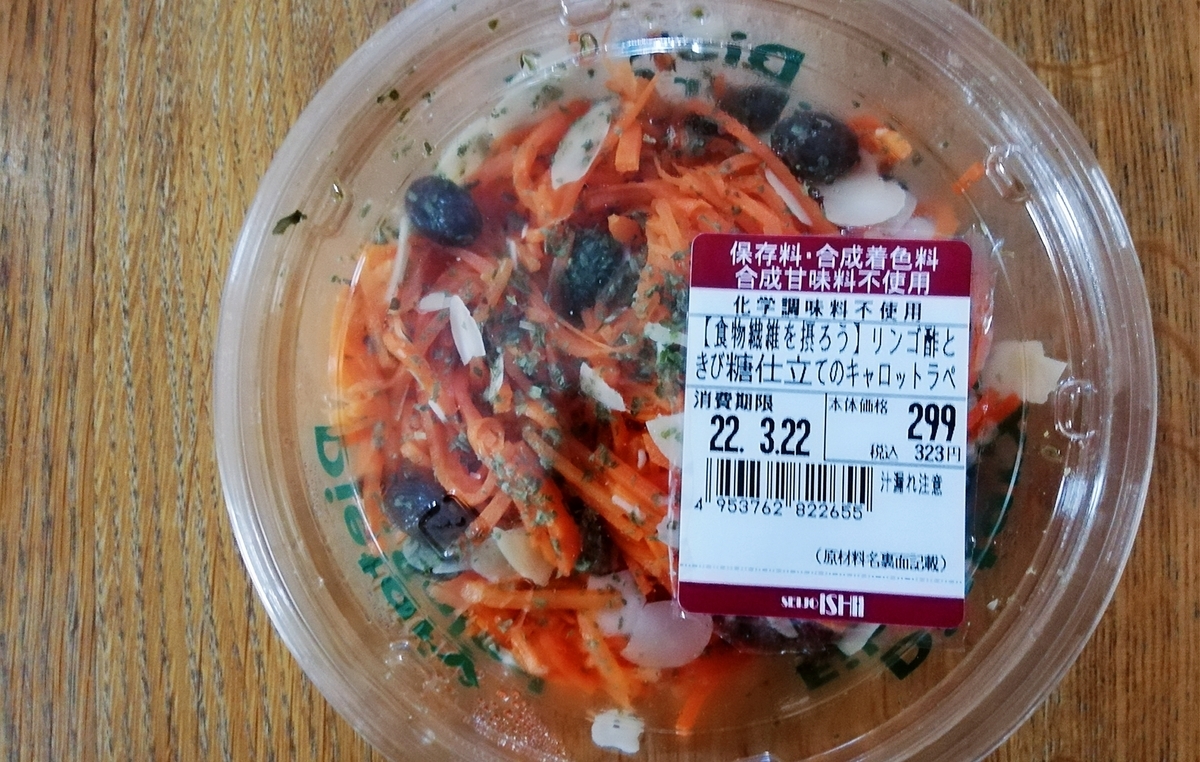 保存料・合成着色料
合成甘味料不使用
化学調味料不使用
【食物繊維を摂ろう】リンゴ酢と
きび糖仕立てのキャロットラペ
消費期限
22. 3.22
本体価格
299
税込 323円
汁漏れ注意
4 953762 822655
(原材料名裏面記載)
SEIJO ISHII
Dietary